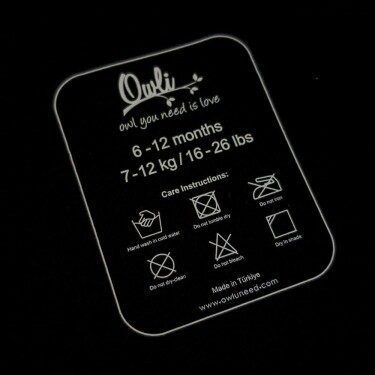 Owli
owl you need is love
6-12 months
7-12 kg / 16-26 lbs
Care Instructions:
Hand wash in cold water
Do not tumble dry
Do not iron
Do not dry-clean
Do not bleach
Dry in shade
Made in Türkiye
www.owluneed.com